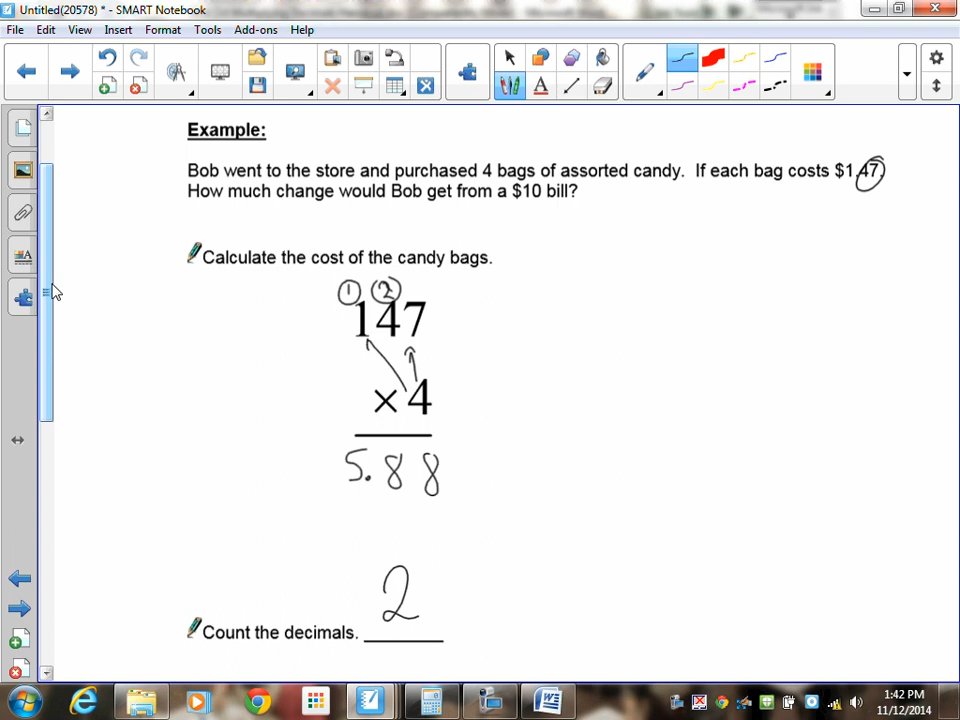 Untitled(20578) * - SMART Notebook
File Edit View Insert Format Tools Add-ons Help
Example:
Bob went to the store and purchased 4 bags of assorted candy. If each bag costs $1.47.
How much change would Bob get from a $10 bill?
Calculate the cost of the candy bags.
1 2
147
×4
5.88
2
Count the decimals. ________
1:42 PM
11/12/2014